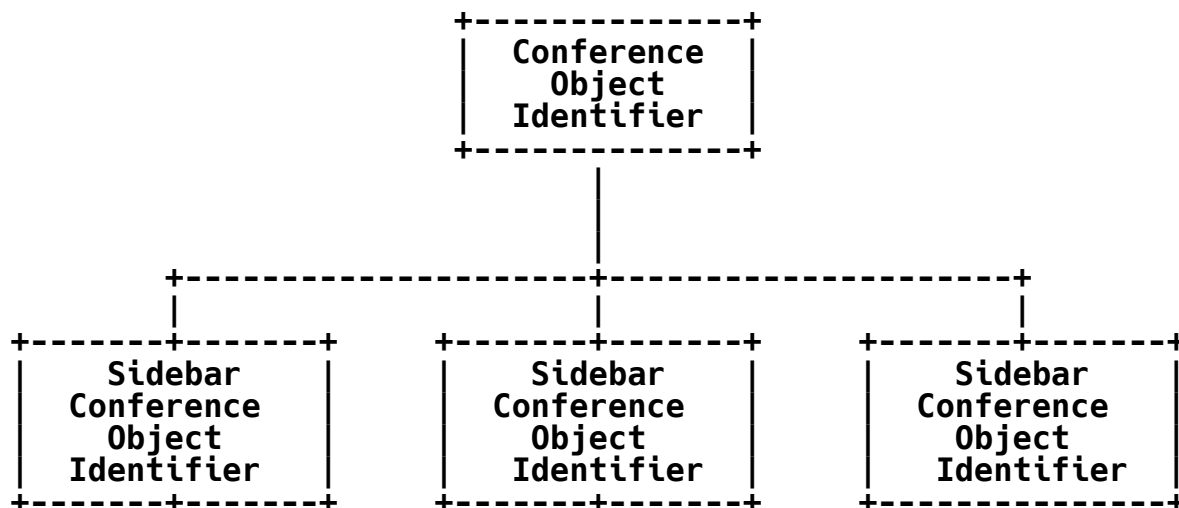 Conference
Object
Identifier
Sidebar Sidebar Sidebar
Conference Conference Conference
Object Object Object
Identifier Identifier Identifier